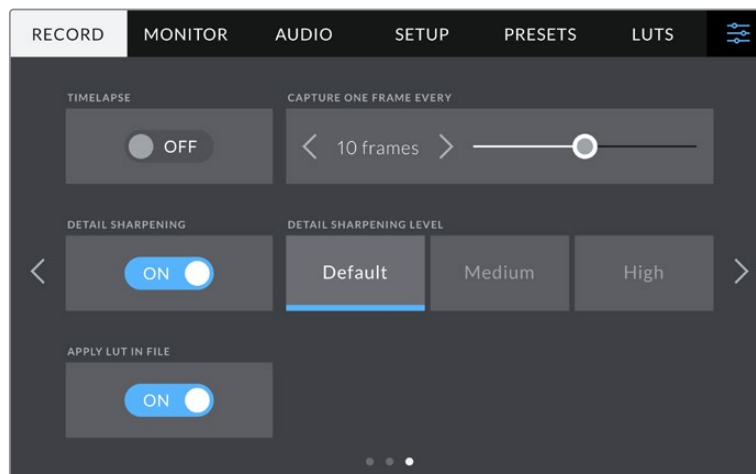 RECORD MONITOR AUDIO SETUP PRESETS LUTS
TIMELAPSE
OFF
CAPTURE ONE FRAME EVERY
10 frames
DETAIL SHARPENING
ON
DETAIL SHARPENING LEVEL
Default Medium High
APPLY LUT IN FILE
ON